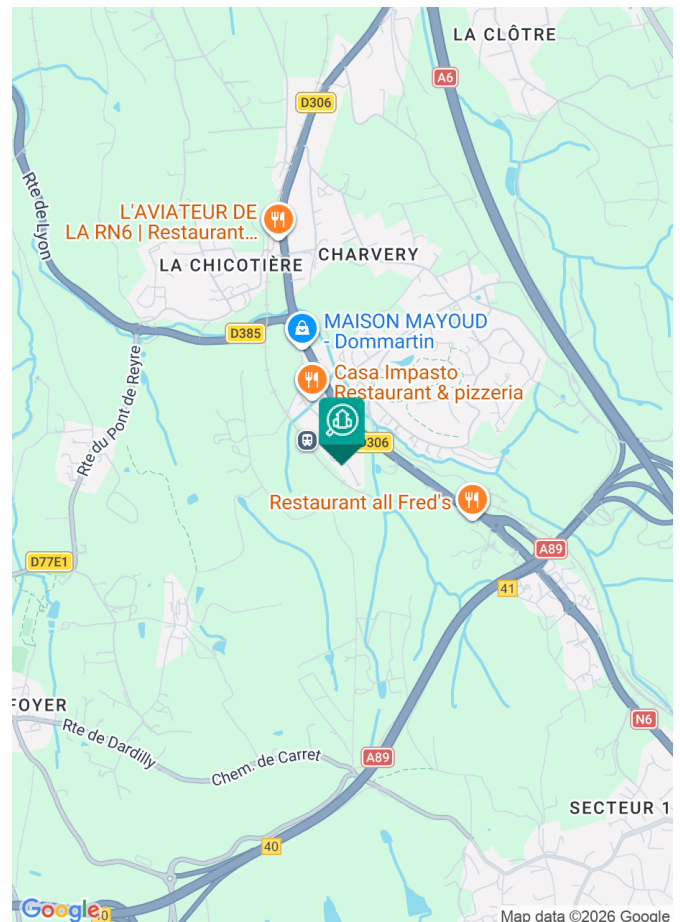 LA CLÔTRE
A6
D306
Rte de Lyon
L'AVIATEUR DE
LA RN6 | Restaurant...
CHARVERY
LA CHICOTIÈRE
D385
MAISON MAYOUD
- Dommartin
Casa Impasto
Restaurant & pizzeria
Rte du Pont de Reyre
D306
Restaurant all Fred's
A89
D77E1
41
FOYER
N6
Rte de Dardilly
Chem. de Carret
A89
SECTEUR 1
40
Google
Map data ©2026 Google